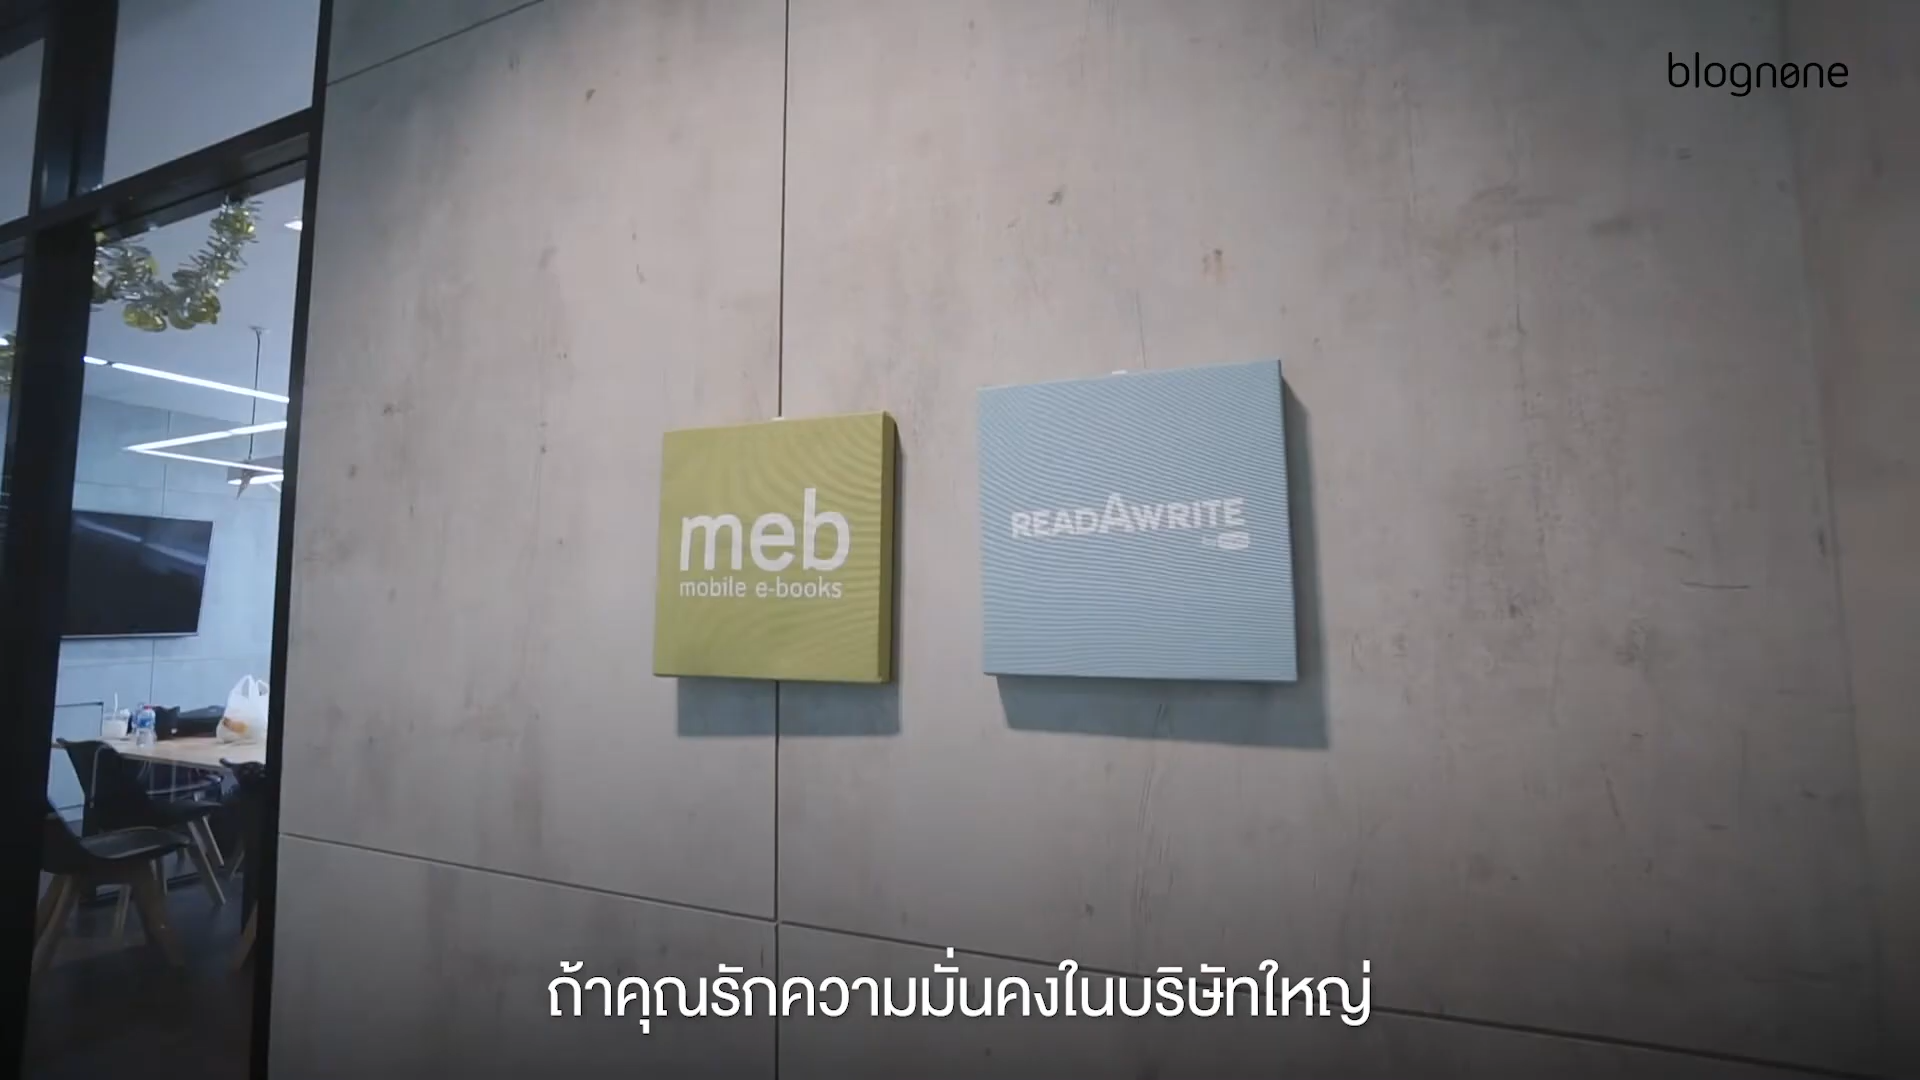 blognone
meb
mobile e-books
READAWRITE
ถ้าคุณรักความมั่นคงในบริษัทใหญ่